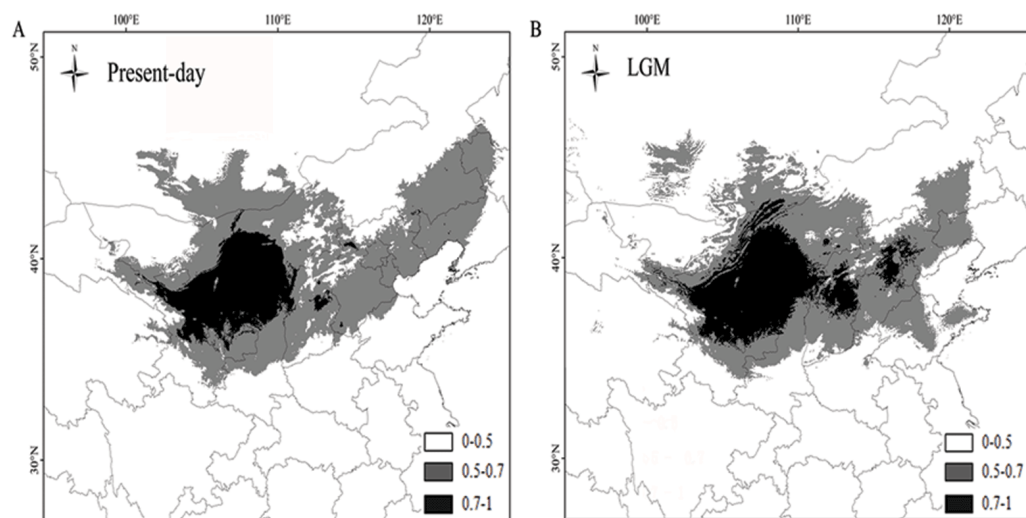 100°E 110°E 120°E 100°E 110°E 120°E
A B
N N
50°N 50°N
Present-day LGM
40°N 40°N
0-0.5 0-0.5
30°N 0.5-0.7 30°N 0.5-0.7
0.7-1 0.7-1